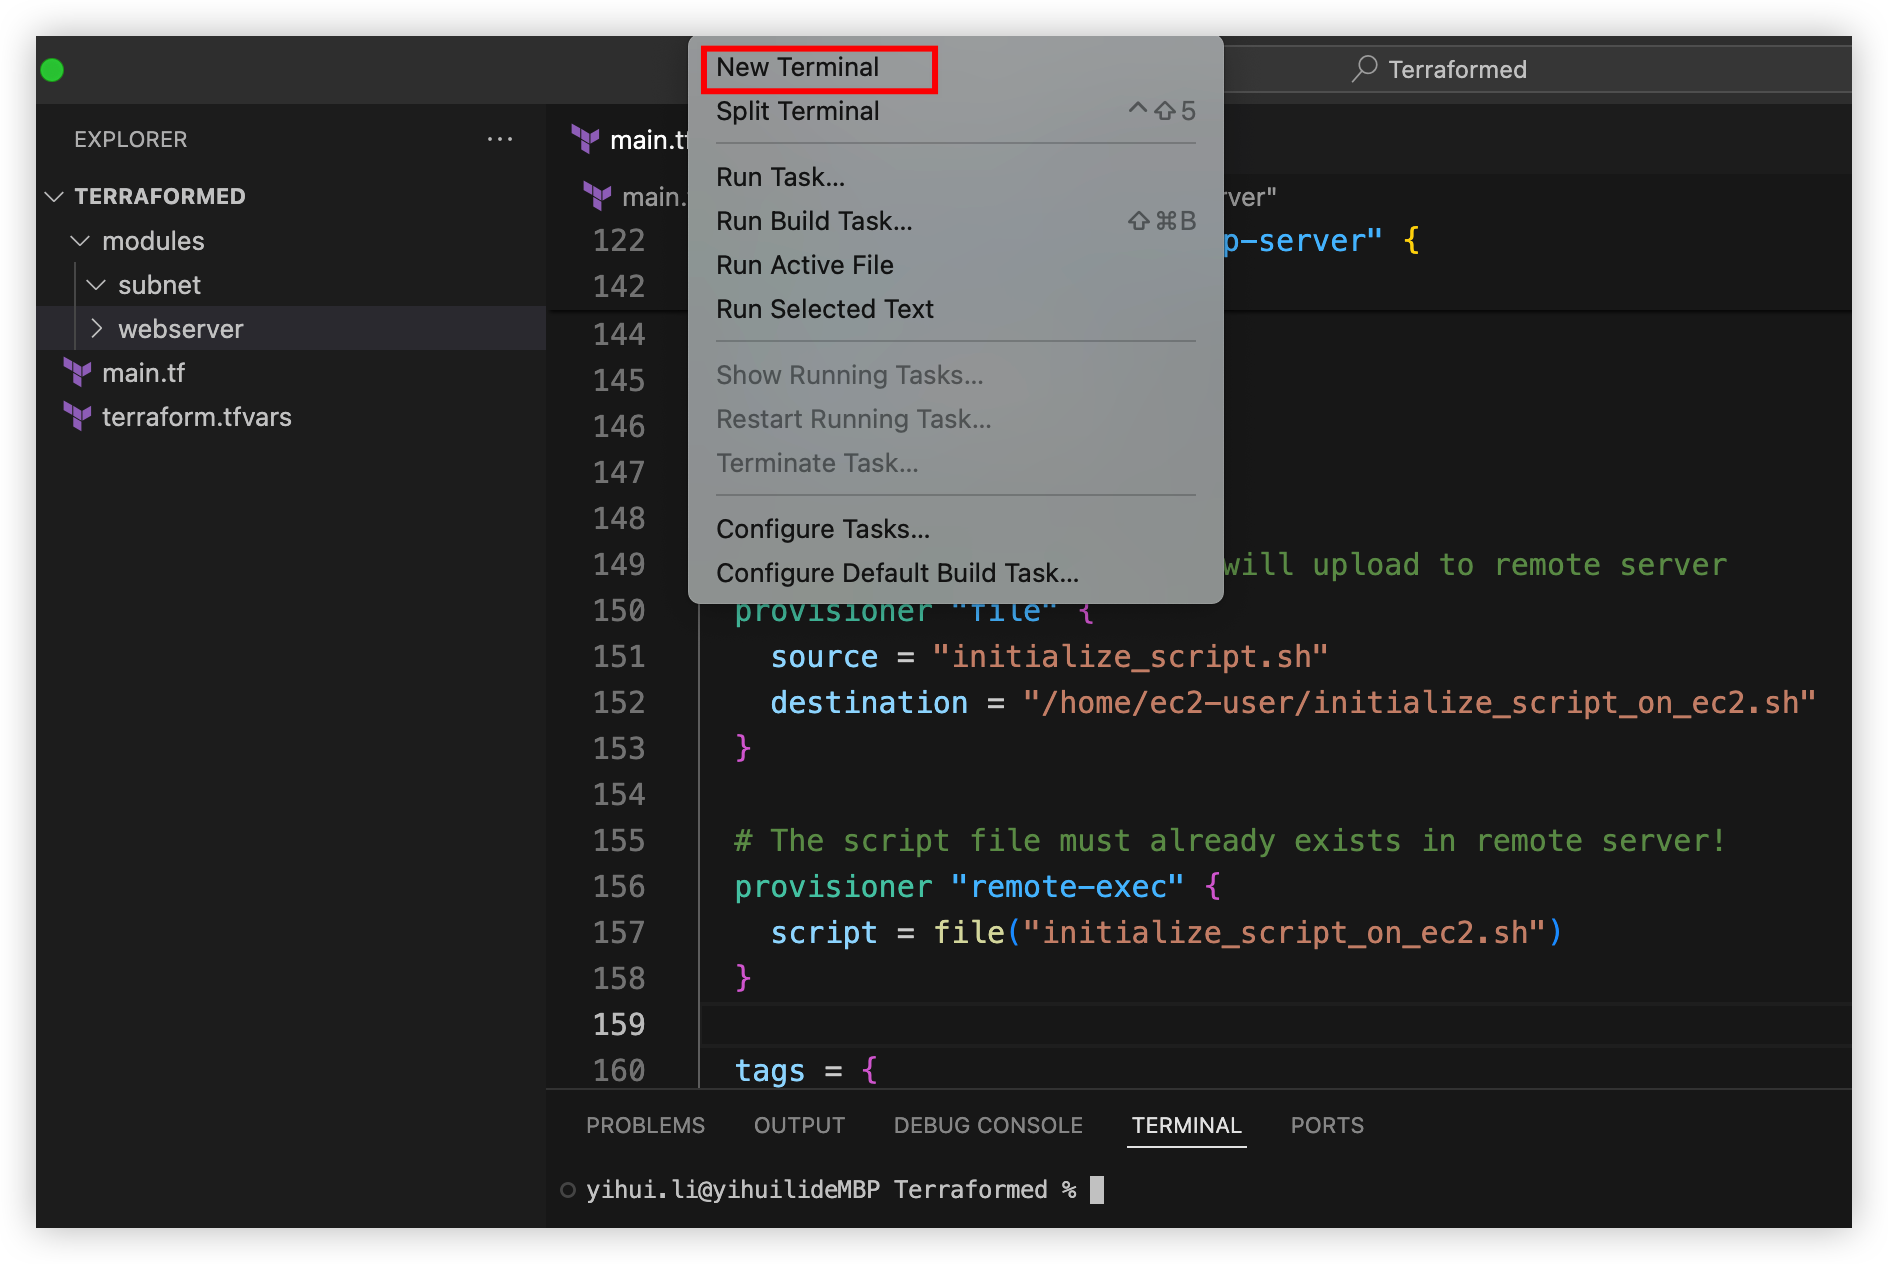 New Terminal
Split Terminal ^⇧5
Run Task...
Run Build Task... ⇧⌘B
Run Active File
Run Selected Text
Show Running Tasks...
Restart Running Task...
Terminate Task...
Configure Tasks...
Configure Default Build Task...
Terraformed
EXPLORER ...
TERRAFORMED
modules
subnet
webserver
main.tf
terraform.tfvars
main.tf
main.
122 p-server" {
142
144
145
146
147
148
149 will upload to remote server
150 provisioner "file" {
151 source = "initialize_script.sh"
152 destination = "/home/ec2-user/initialize_script_on_ec2.sh"
153 }
154
155 # The script file must already exists in remote server!
156 provisioner "remote-exec" {
157 script = file("initialize_script_on_ec2.sh")
158 }
159
160 tags = {
PROBLEMS OUTPUT DEBUG CONSOLE TERMINAL PORTS
yihui.li@yihuilideMBP Terraformed %